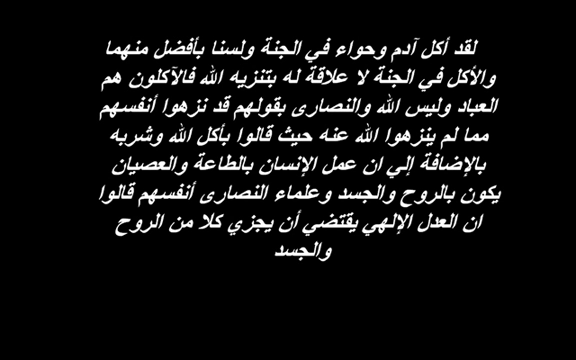 لقد أكل آدم وحواء في الجنة ولسنا بأفضل منهما
والأكل في الجنة لا علاقة له بتنزيه الله فالآكلون هم
العباد وليس الله والنصارى بقولهم قد نزهوا أنفسهم
مما لم ينزهوا الله عنه حيث قالوا بأكل الله وشربه
بالإضافة إلي ان عمل الإنسان بالطاعة والعصيان
يكون بالروح والجسد وعلماء النصارى أنفسهم قالوا
ان العدل الإلهي يقتضي أن يجزي كلا من الروح
والجسد